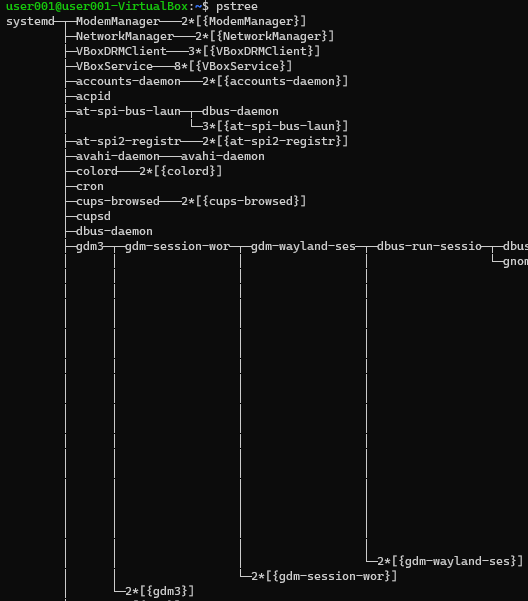 user001@user001-VirtualBox:~$ pstree
systemd─┬─ModemManager───2*[{ModemManager}]
        ├─NetworkManager───2*[{NetworkManager}]
        ├─VBoxDRMClient───3*[{VBoxDRMClient}]
        ├─VBoxService───8*[{VBoxService}]
        ├─accounts-daemon───2*[{accounts-daemon}]
        ├─acpid
        ├─at-spi-bus-laun─┬─dbus-daemon
        │                 └─3*[{at-spi-bus-laun}]
        ├─at-spi2-registr───2*[{at-spi2-registr}]
        ├─avahi-daemon───avahi-daemon
        ├─colord───2*[{colord}]
        ├─cron
        ├─cups-browsed───2*[{cups-browsed}]
        ├─cupsd
        ├─dbus-daemon
        ├─gdm3─┬─gdm-session-wor─┬─gdm-wayland-ses─┬─dbus-run-sessio─┬─dbus
        │      │                 │                 │                 └─gnom
        │      │                 │                 └─2*[{gdm-wayland-ses}]
        │      │                 └─2*[{gdm-session-wor}]
        │      └─2*[{gdm3}]